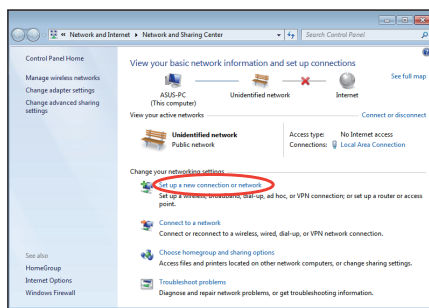 « Network and Internet ▸ Network and Sharing Center
Search Control Panel
Control Panel Home
Manage wireless networks
Change adapter settings
Change advanced sharing
settings
See also
HomeGroup
Internet Options
Windows Firewall
View your basic network information and set up connections
See full map
ASUS-PC
(This computer)
Unidentified network
Internet
View your active networks
Connect or disconnect
Unidentified network
Public network
Access type: No Internet access
Connections: Local Area Connection
Change your networking settings
Set up a new connection or network
Set up a wireless, broadband, dial-up, ad hoc, or VPN connection; or set up a router or access
point.
Connect to a network
Connect or reconnect to a wireless, wired, dial-up, or VPN network connection.
Choose homegroup and sharing options
Access files and printers located on other network computers, or change sharing settings.
Troubleshoot problems
Diagnose and repair network problems, or get troubleshooting information.